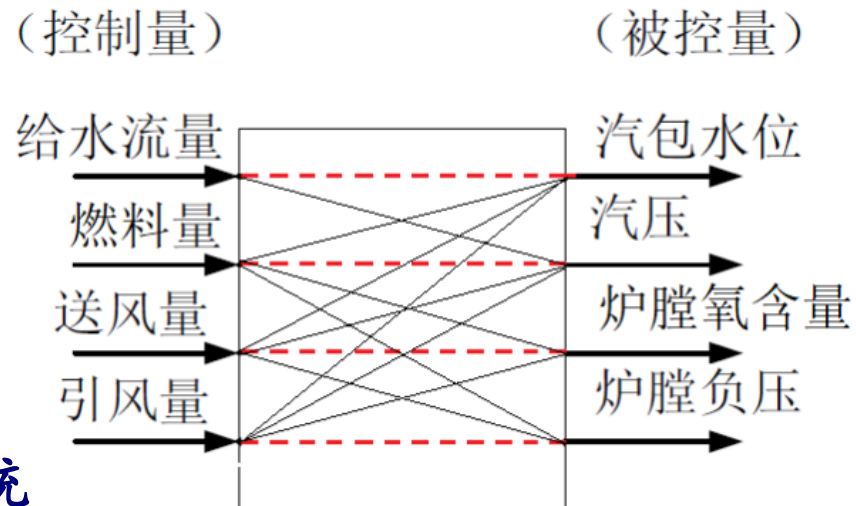 （控制量） （被控量）
给水流量 汽包水位
燃料量 汽压
送风量 炉膛氧含量
引风量 炉膛负压
统